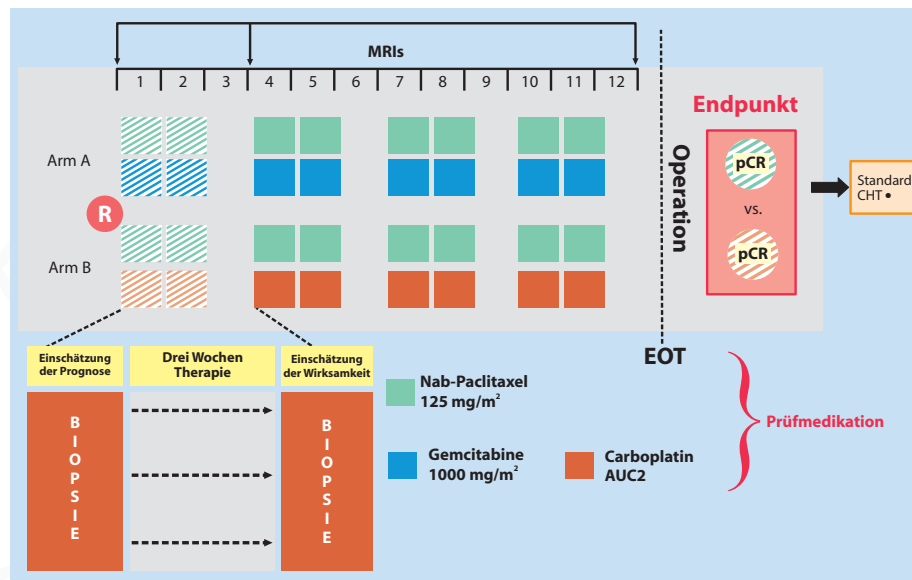 MRIs
1 2 3 4 5 6 7 8 9 10 11 12
Arm A
R
Arm B
Operation
EOT
Endpunkt
pCR
vs.
pCR
Standard
CHT •
Einschätzung
der Prognose
Drei Wochen
Therapie
Einschätzung
der Wirksamkeit
BIOPSIE
BIOPSIE
Nab-Paclitaxel
125 mg/m²
Gemcitabine
1000 mg/m²
Carboplatin
AUC2
Prüfmedikation